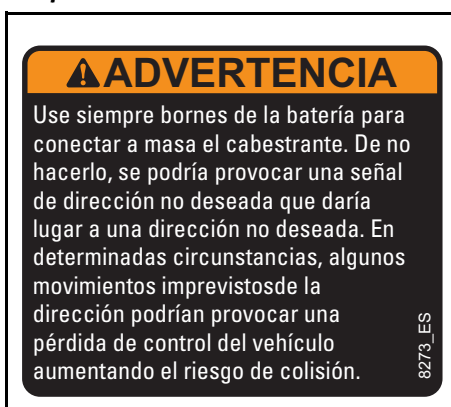 ADVERTENCIA
Use siempre bornes de la batería para
conectar a masa el cabestrante. De no
hacerlo, se podría provocar una señal
de dirección no deseada que daría
lugar a una dirección no deseada. En
determinadas circunstancias, algunos
movimientos imprevistosde la
dirección podrían provocar una
pérdida de control del vehículo
aumentando el riesgo de colisión.
8273_ES